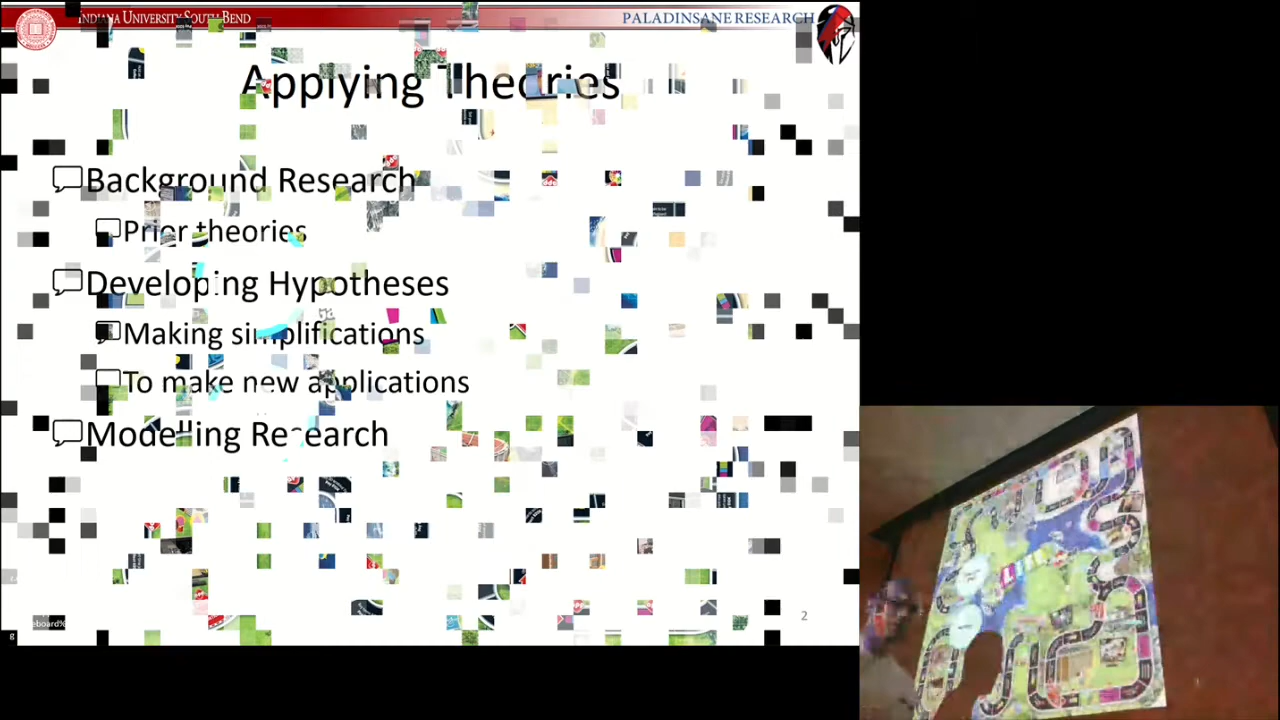 INDIANA UNIVERSITY SOUTH BEND
PALADINSANE RESEARCH
Applying Theories
Background Research
Prior theories
Developing Hypotheses
Making simplifications
To make new applications
Modelling Research
2